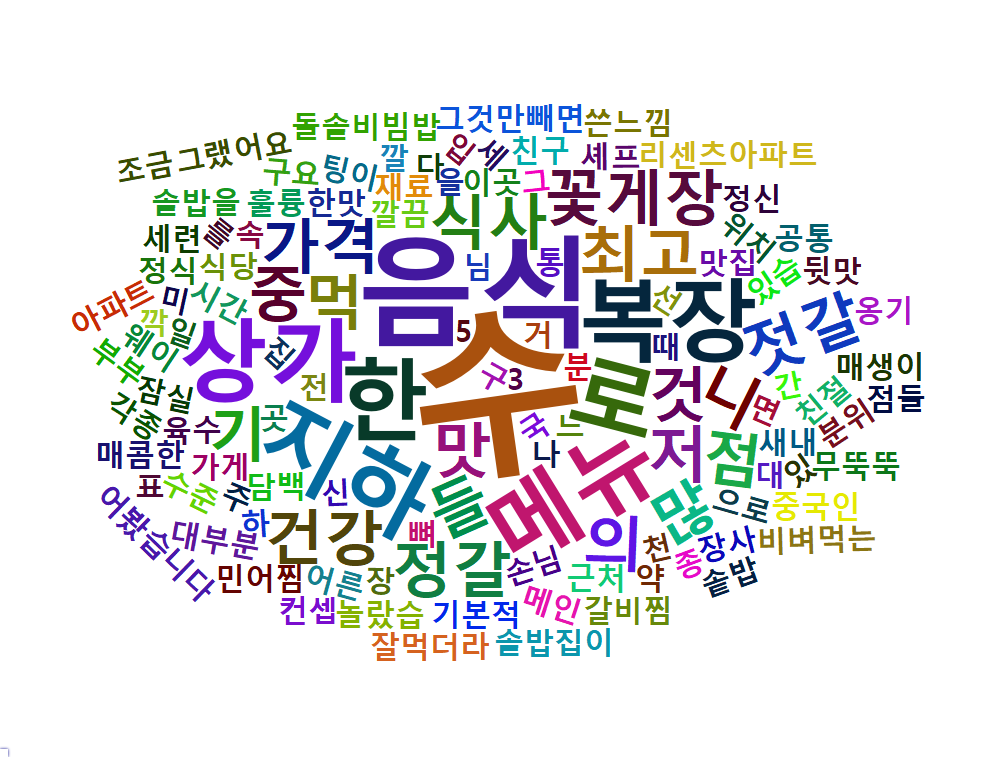 돌솥비빔밥
그것만빼면
쓴느낌
조금그랬어요
구요
팅이
깔
다
입
세
친구
셰프
리센츠아파트
솥밥을
훌륭
한맛
재료
을
이곳
그
꽃게장
정신
깔끔
식사
세련
를
속
가격
음식
최고
위치
공통
정식
식당
님
통
맛집
있습
뒷맛
아파트
미
시간
중
먹
복장
선
젓갈
옹기
깍
일
웨이
상가
집
5
거
때
매생이
부부
잠실
전
한
수
구
3
분
로
것
니
면
간
친절
점들
각종
육수
기
곳
지하
맛
국
느
나
저
점
새내
분위
매콤한
가게
담백
신
들
메뉴
많
대
있
무뚝뚝
표
수준
주
하
건강
뼈
의
으로
중국인
어봤습니다
대부분
정갈
손님
천
종
장사
비벼먹는
민어찜
어른
장
근처
약
솥밥
컨셉
놀랐습
기본적
메인
갈비찜
잘먹더라
솥밥집이